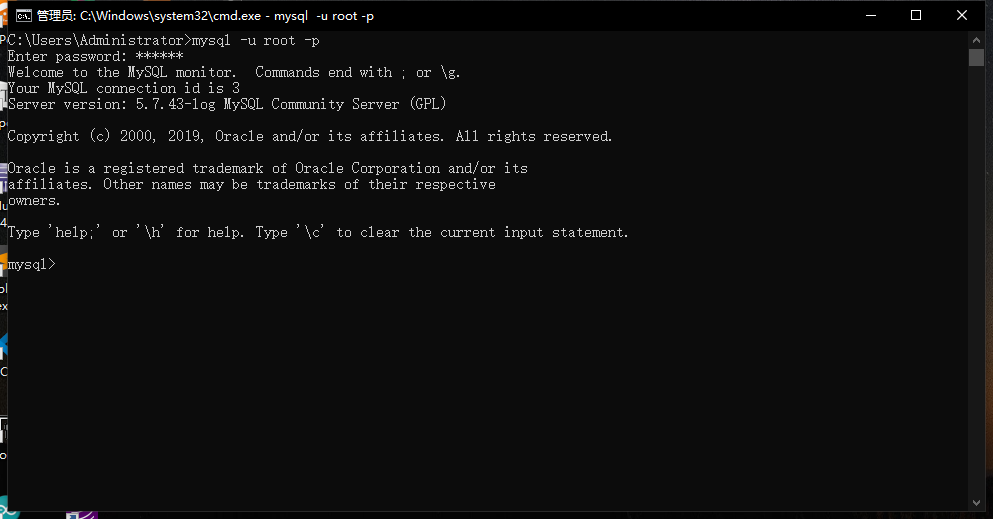 管理员: C:\Windows\system32\cmd.exe - mysql  -u root -p
C:\Users\Administrator>mysql -u root -p
Enter password: ******
Welcome to the MySQL monitor.  Commands end with ; or \g.
Your MySQL connection id is 3
Server version: 5.7.43-log MySQL Community Server (GPL)
Copyright (c) 2000, 2019, Oracle and/or its affiliates. All rights reserved.
Oracle is a registered trademark of Oracle Corporation and/or its
affiliates. Other names may be trademarks of their respective
owners.
Type 'help;' or '\h' for help. Type '\c' to clear the current input statement.
mysql>